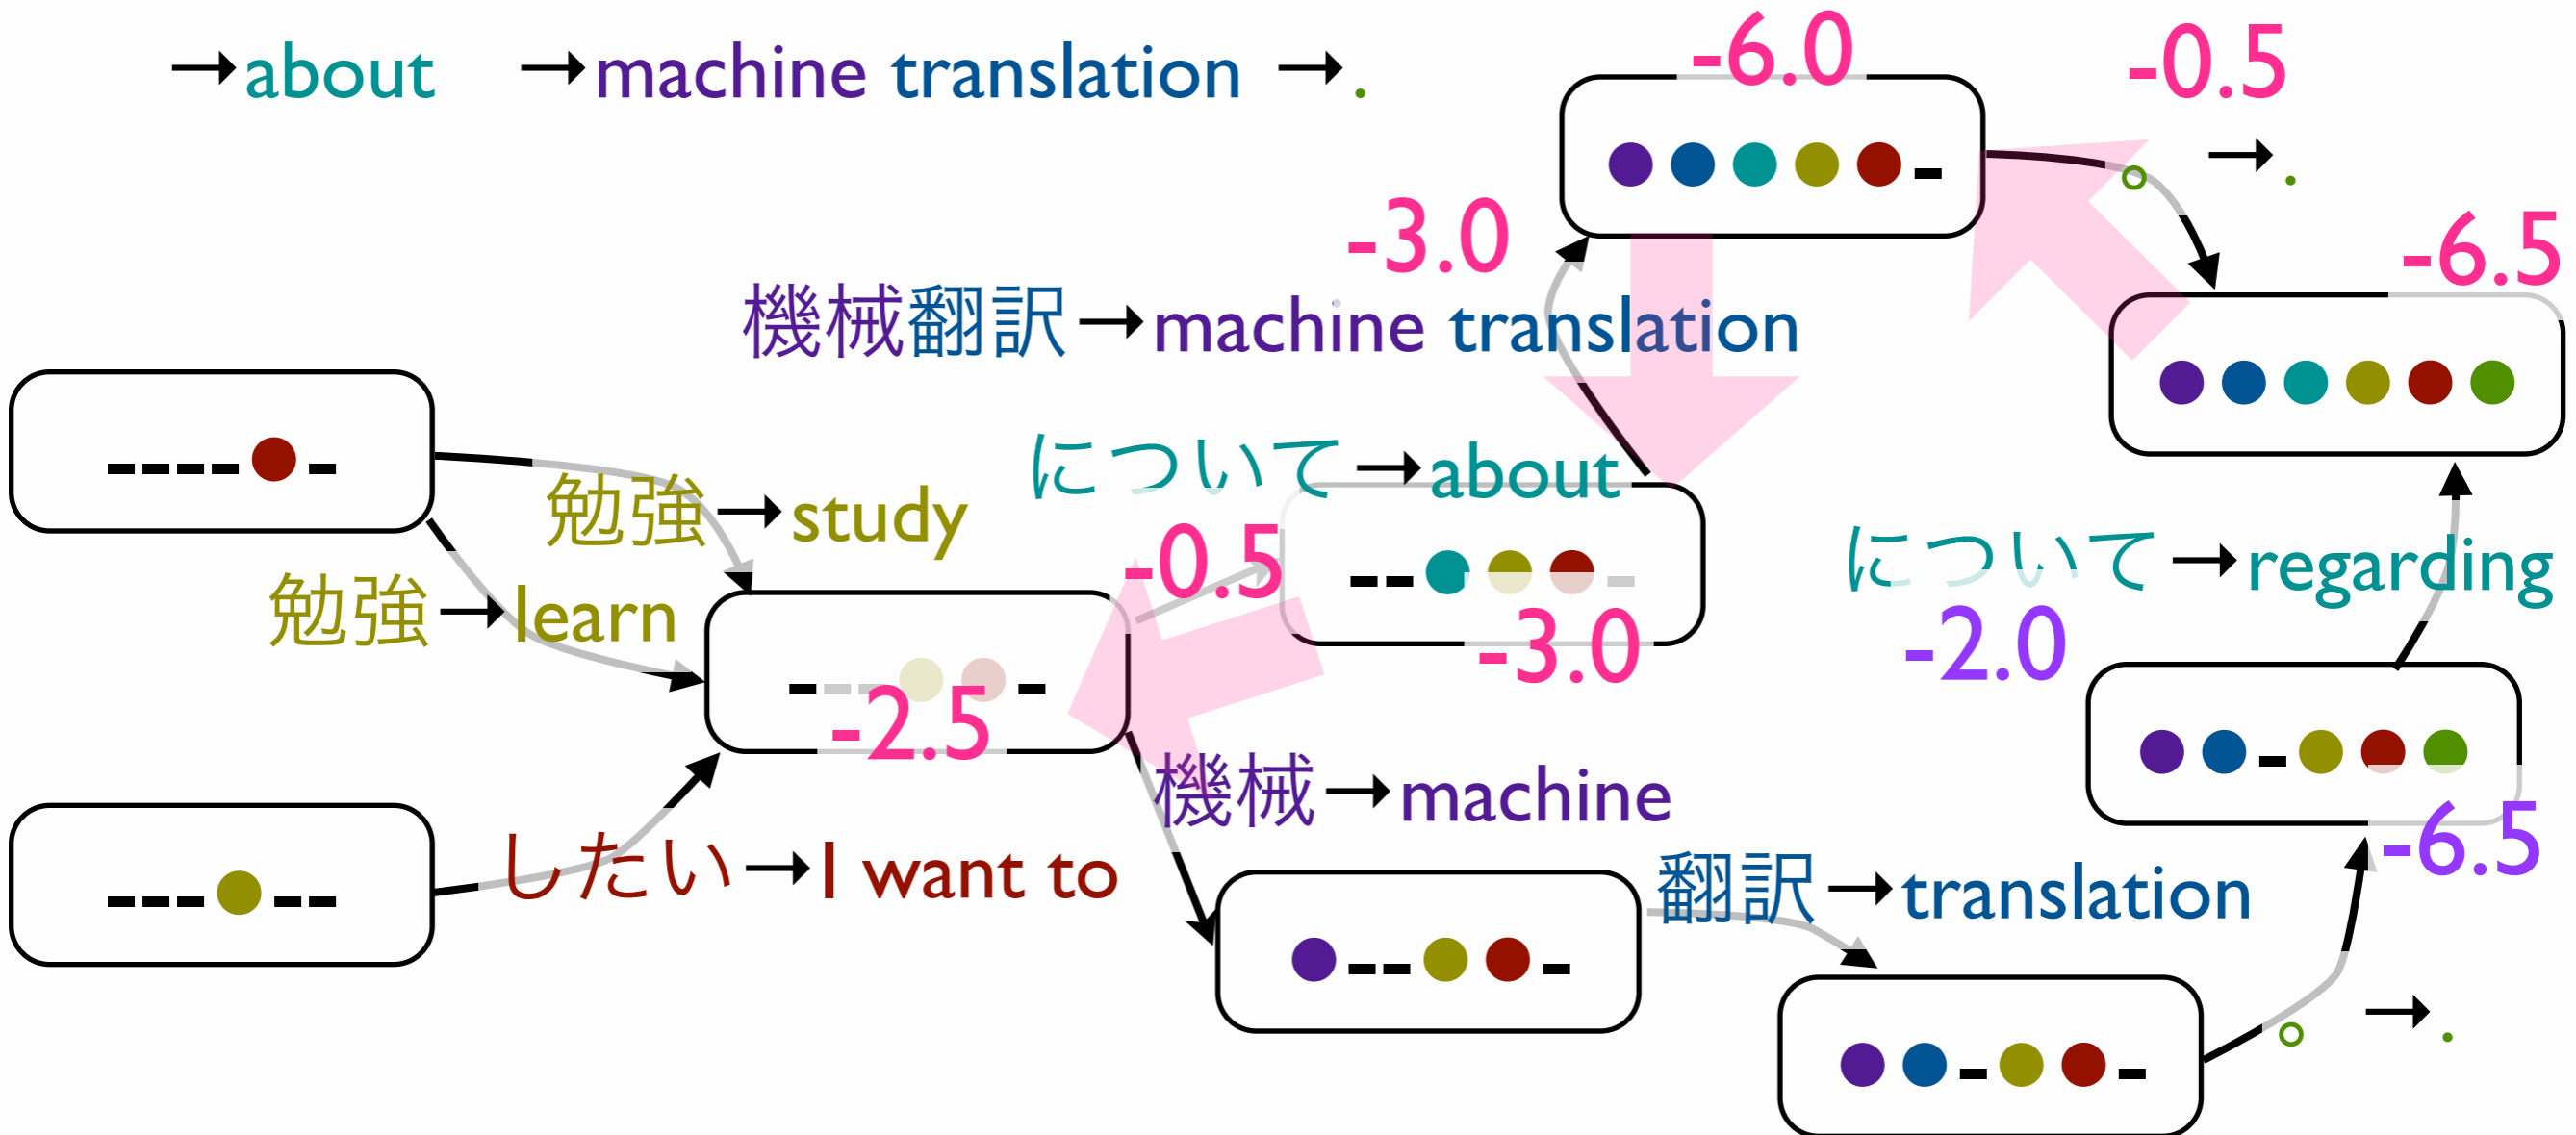 →about →machine translation →.
-6.0
-0.5
。→.
-3.0
-6.5
機械翻訳→machine translation
について→about
勉強→study
-0.5
について→regarding
勉強→learn
-3.0
-2.0
-2.5
機械→machine
-6.5
したい→I want to
翻訳→translation
。→.